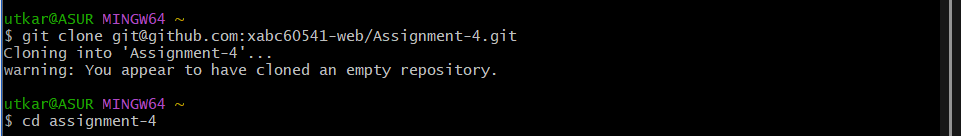 utkar@ASUR MINGW64 ~
$ git clone git@github.com:xabc60541-web/Assignment-4.git
Cloning into 'Assignment-4'...
warning: You appear to have cloned an empty repository.
utkar@ASUR MINGW64 ~
$ cd assignment-4